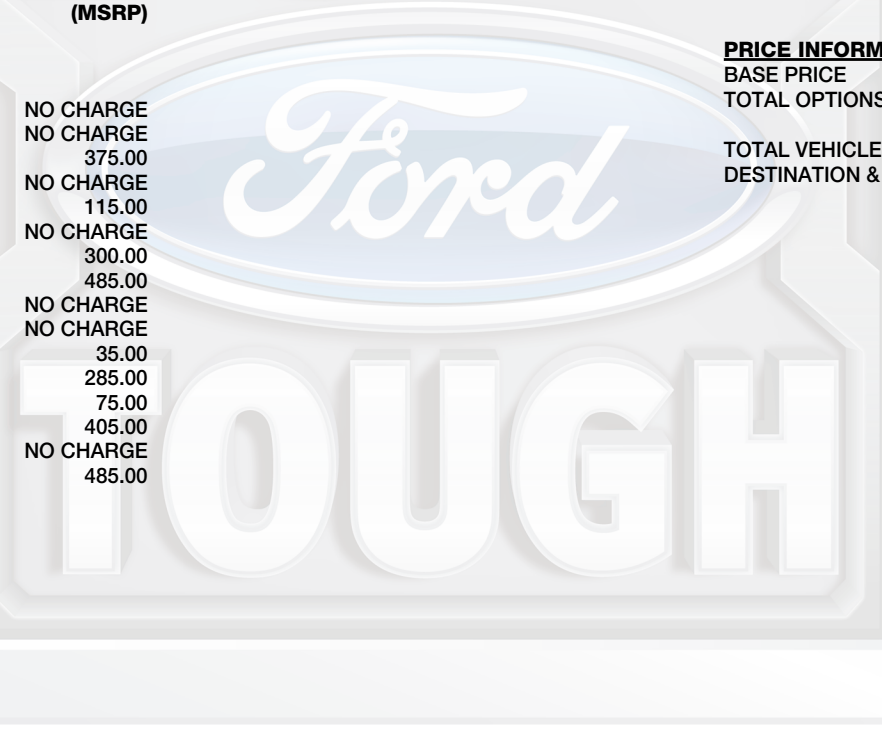 (MSRP)
NO CHARGE
NO CHARGE
375.00
NO CHARGE
115.00
NO CHARGE
300.00
485.00
NO CHARGE
NO CHARGE
35.00
285.00
75.00
405.00
NO CHARGE
485.00
PRICE INFORM
BASE PRICE
TOTAL OPTIONS
TOTAL VEHICLE
DESTINATION &
Ford
TOUGH